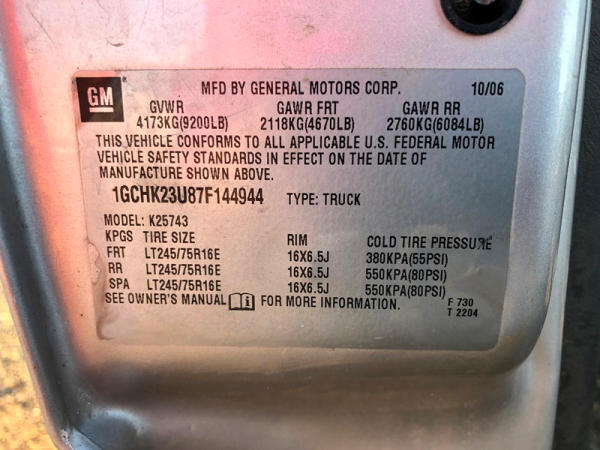 GM MFD BY GENERAL MOTORS CORP. 10/06
GVWR GAWR FRT GAWR RR
4173KG(9200LB) 2118KG(4670LB) 2760KG(6084LB)
THIS VEHICLE CONFORMS TO ALL APPLICABLE U.S. FEDERAL MOTOR
VEHICLE SAFETY STANDARDS IN EFFECT ON THE DATE OF
MANUFACTURE SHOWN ABOVE.
1GCHK23U87F144944 TYPE: TRUCK
MODEL: K25743
KPGS TIRE SIZE RIM COLD TIRE PRESSURE
FRT LT245/75R16E 16X6.5J 380KPA(55PSI)
RR LT245/75R16E 16X6.5J 550KPA(80PSI)
SPA LT245/75R16E 16X6.5J 550KPA(80PSI)
SEE OWNER'S MANUAL FOR MORE INFORMATION. F 730
T 2204